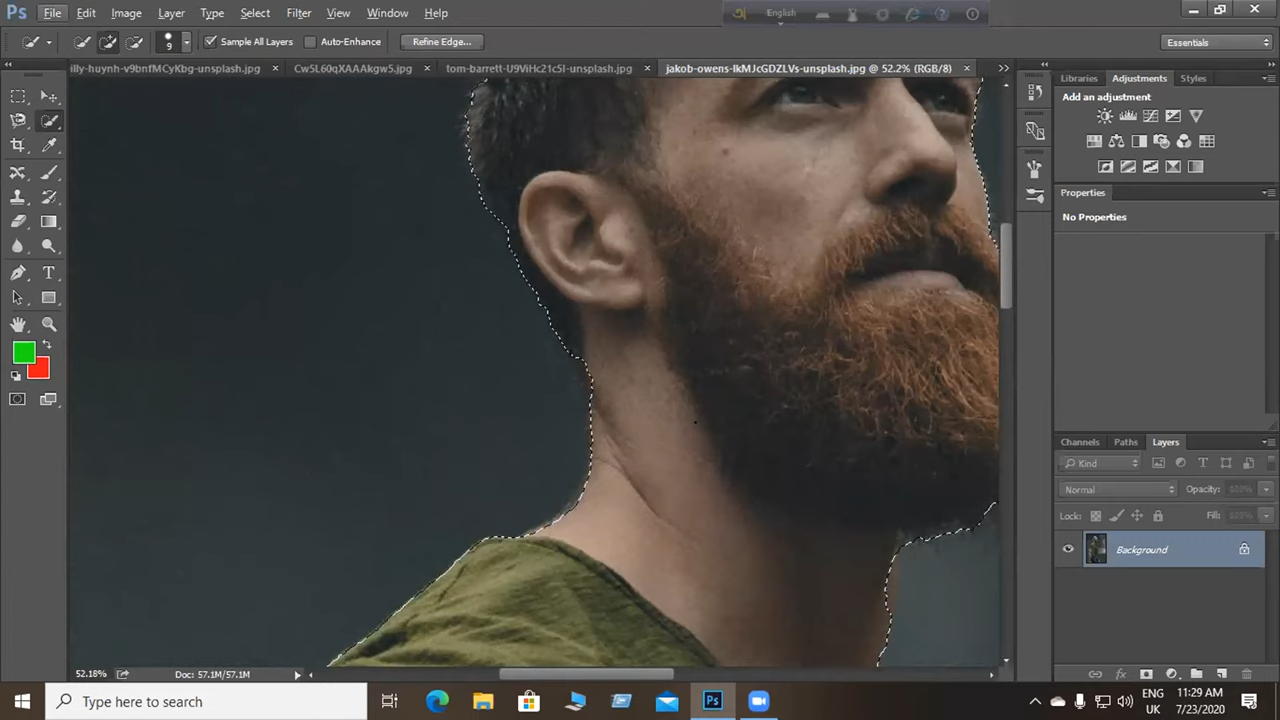 Ps File Edit Image Layer Type Select Filter View Window Help
English
9 Sample All Layers Auto-Enhance Refine Edge... Essentials
illy-huynh-v9bnfMCyKbg-unsplash.jpg × Cw5L60qXAAAkgw5.jpg × tom-barrett-U9ViHc21c5I-unsplash.jpg × jakob-owens-lkMJcGDZLVs-unsplash.jpg @ 52.2% (RGB/8) ×
Libraries Adjustments Styles
Add an adjustment
Properties
No Properties
Channels Paths Layers
Kind
Normal Opacity:
Lock: Fill:
Background
52.18% Doc: 57.1M/57.1M
Type here to search
Ps
ENG 11:29 AM
UK 7/23/2020